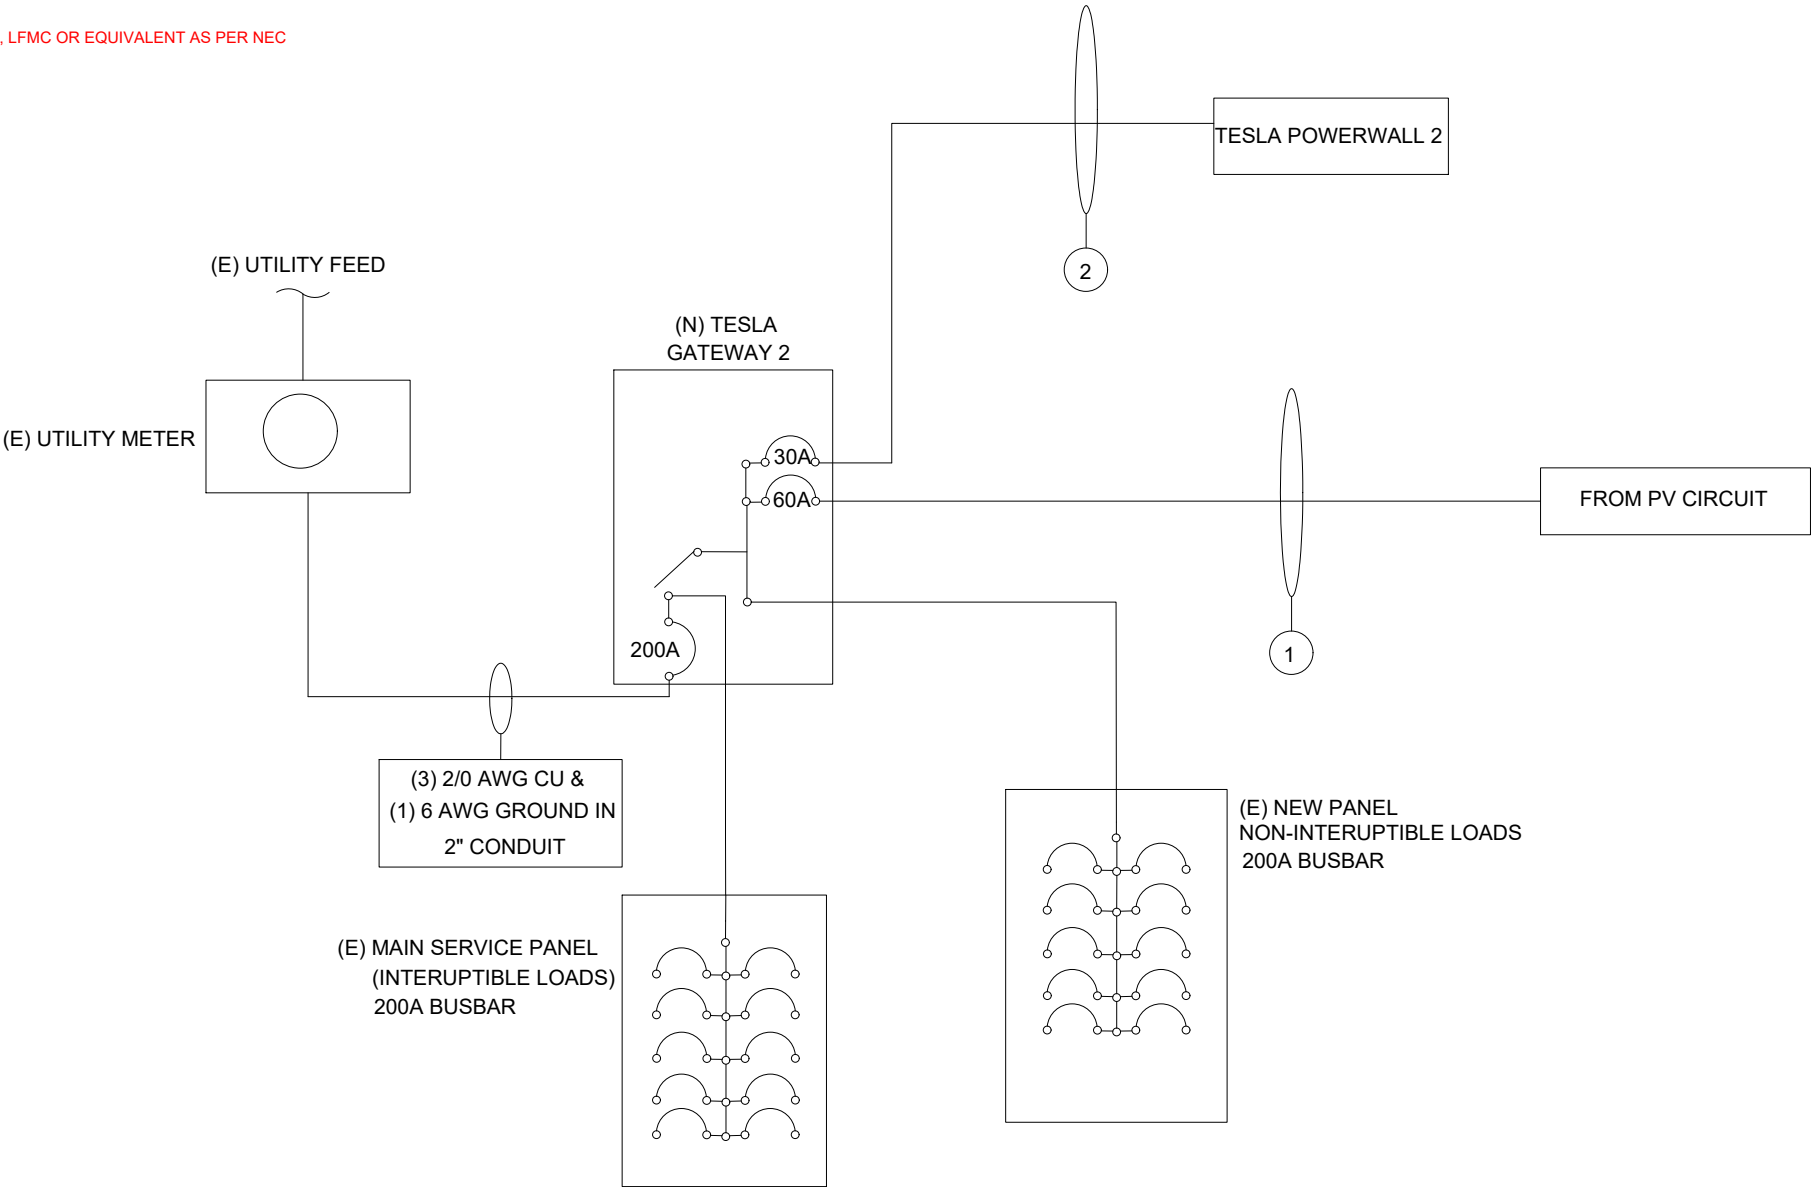 , LFMC OR EQUIVALENT AS PER NEC
TESLA POWERWALL 2
2
(E) UTILITY FEED
(N) TESLA
GATEWAY 2
(E) UTILITY METER
30A
60A
FROM PV CIRCUIT
200A
1
(3) 2/0 AWG CU &
(1) 6 AWG GROUND IN
2" CONDUIT
(E) NEW PANEL
NON-INTERUPTIBLE LOADS
200A BUSBAR
(E) MAIN SERVICE PANEL
(INTERUPTIBLE LOADS)
200A BUSBAR